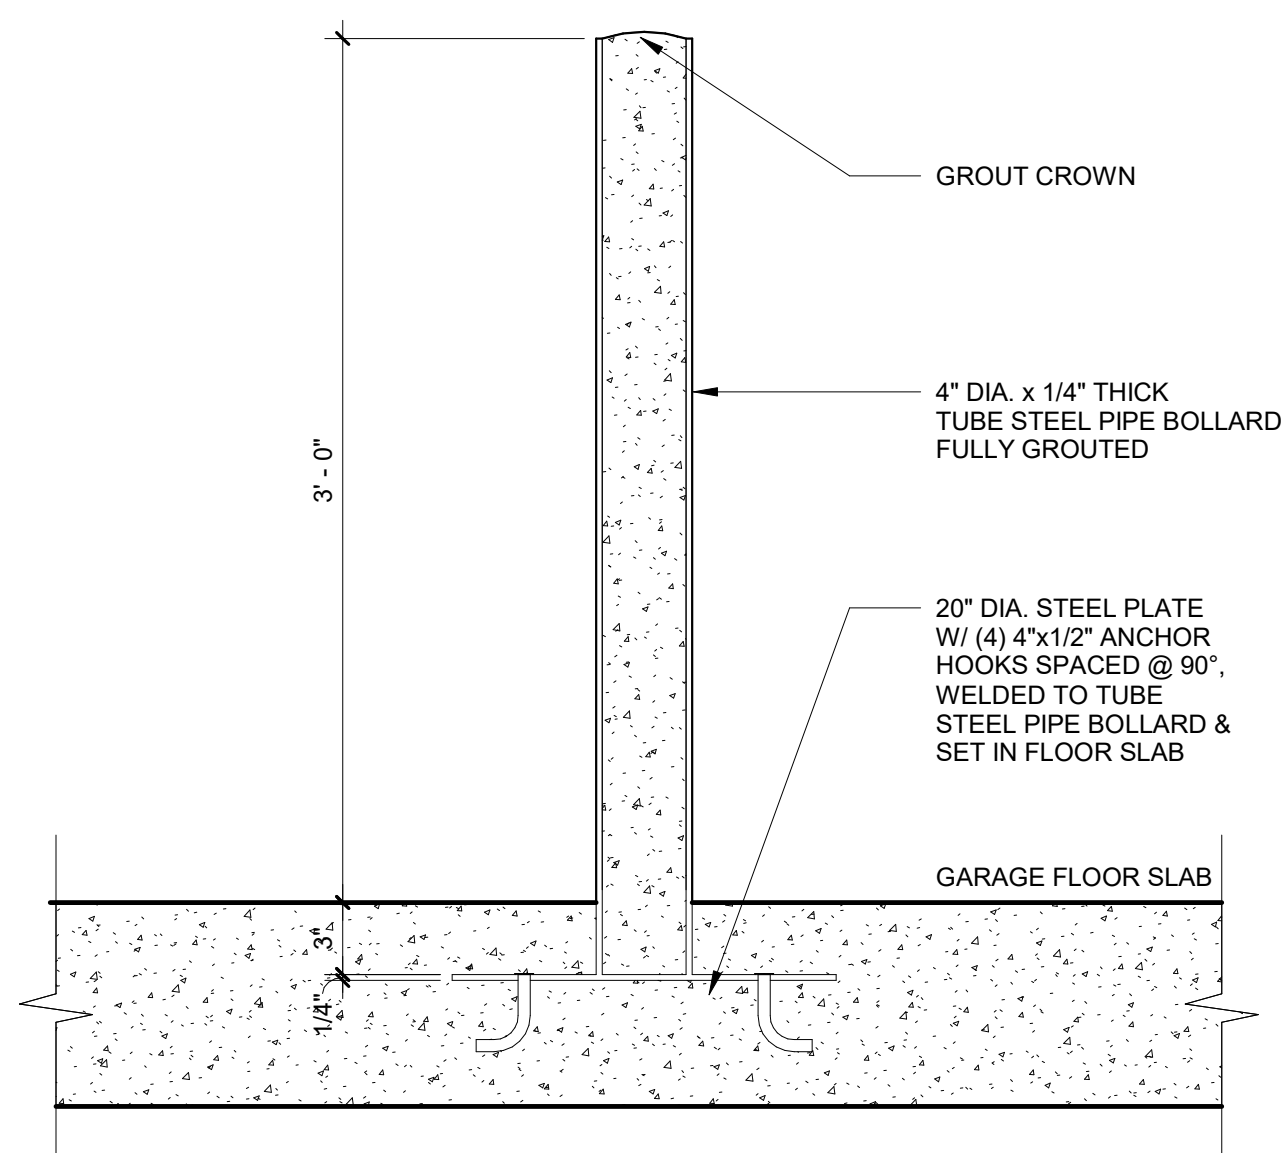 GROUT CROWN
4" DIA. x 1/4" THICK
TUBE STEEL PIPE BOLLARD
FULLY GROUTED
3' - 0"
20" DIA. STEEL PLATE
W/ (4) 4"x1/2" ANCHOR
HOOKS SPACED @ 90°,
WELDED TO TUBE
STEEL PIPE BOLLARD &
SET IN FLOOR SLAB
GARAGE FLOOR SLAB
3"
1/4"